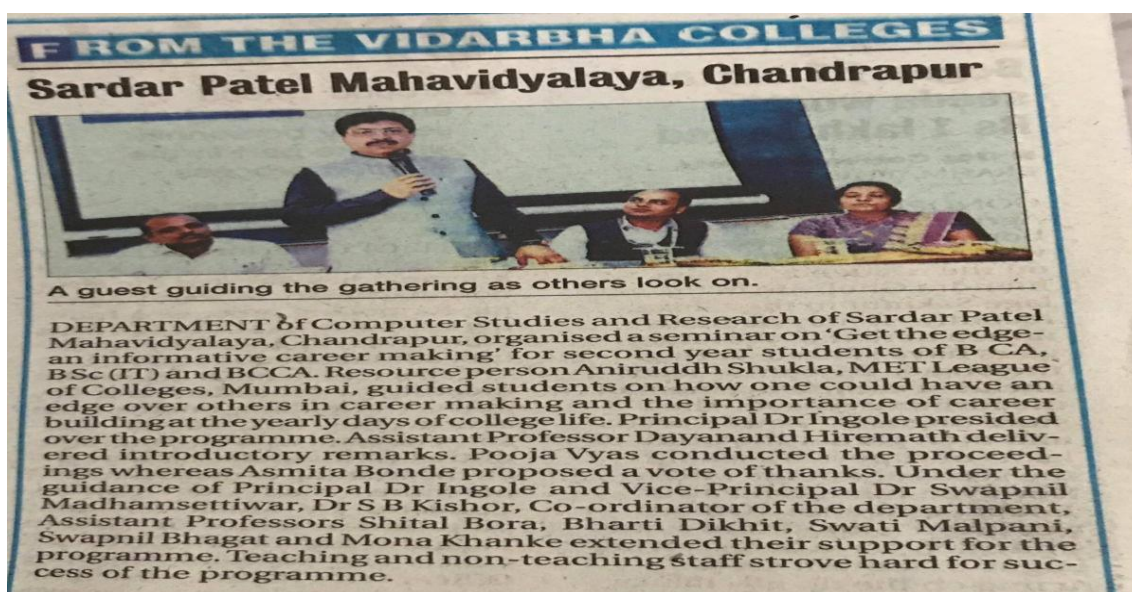 FROM THE VIDARBHA COLLEGES
Sardar Patel Mahavidyalaya, Chandrapur
A guest guiding the gathering as others look on.
DEPARTMENT of Computer Studies and Research of Sardar Patel
Mahavidyalaya, Chandrapur, organised a seminar on 'Get the edge-
an informative career making' for second year students of B CA,
B Sc (IT) and BCCA. Resource person Aniruddh Shukla, MET League
of Colleges, Mumbai, guided students on how one could have an
edge over others in career making and the importance of career
building at the yearly days of college life. Principal Dr Ingole presided
over the programme. Assistant Professor Dayanand Hiremath deliv-
ered introductory remarks. Pooja Vyas conducted the proceed-
ings whereas Asmita Bonde proposed a vote of thanks. Under the
guidance of Principal Dr Ingole and Vice-Principal Dr Swapnil
Madhamsettiwar, Dr S B Kishor, Co-ordinator of the department,
Assistant Professors Shital Bora, Bharti Dikhit, Swati Malpani,
Swapnil Bhagat and Mona Khanke extended their support for the
programme. Teaching and non-teaching staff strove hard for suc-
cess of the programme.